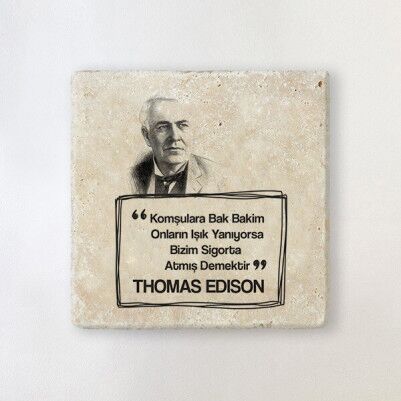 “ Komşulara Bak Bakim
Onların Işık Yanıyorsa
Bizim Sigorta
Atmış Demektir ”
THOMAS EDISON